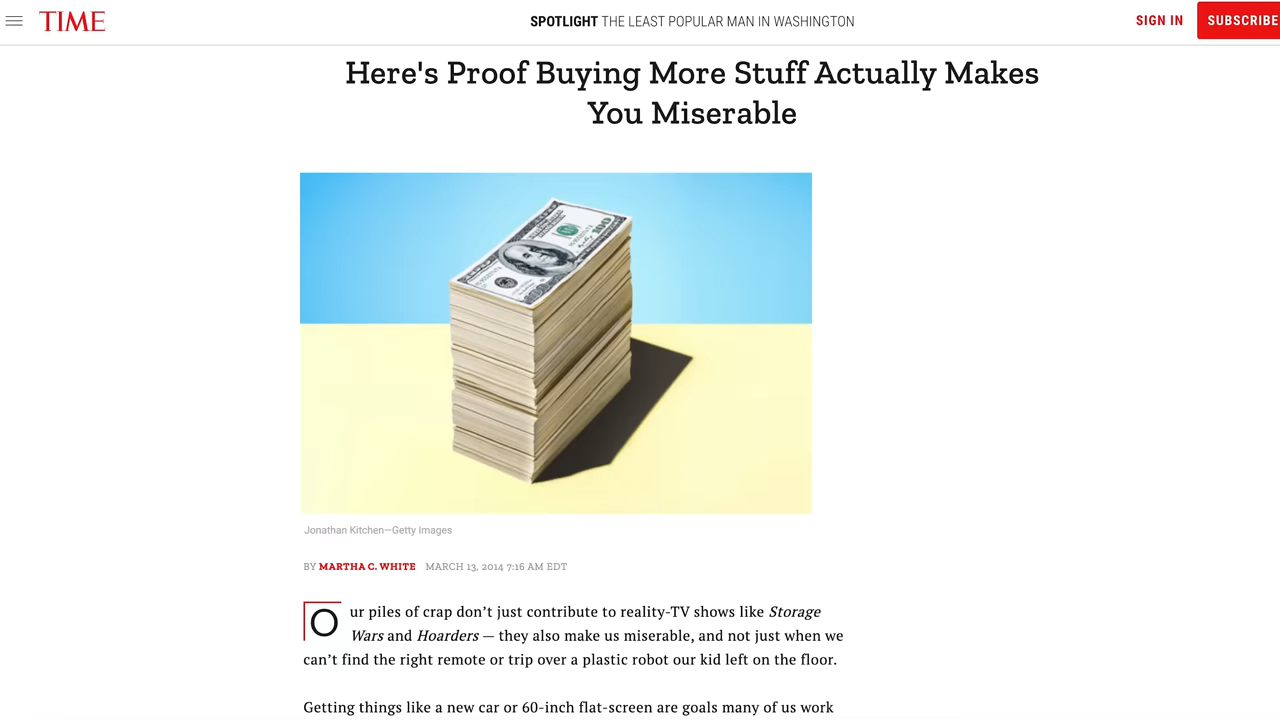 TIME
SPOTLIGHT THE LEAST POPULAR MAN IN WASHINGTON
SIGN IN
SUBSCRIBE
Here's Proof Buying More Stuff Actually Makes
You Miserable
100
Jonathan Kitchen—Getty Images
BY MARTHA C. WHITE MARCH 13, 2014 7:16 AM EDT
Our piles of crap don’t just contribute to reality-TV shows like Storage
Wars and Hoarders — they also make us miserable, and not just when we
can’t find the right remote or trip over a plastic robot our kid left on the floor.
Getting things like a new car or 60-inch flat-screen are goals many of us work